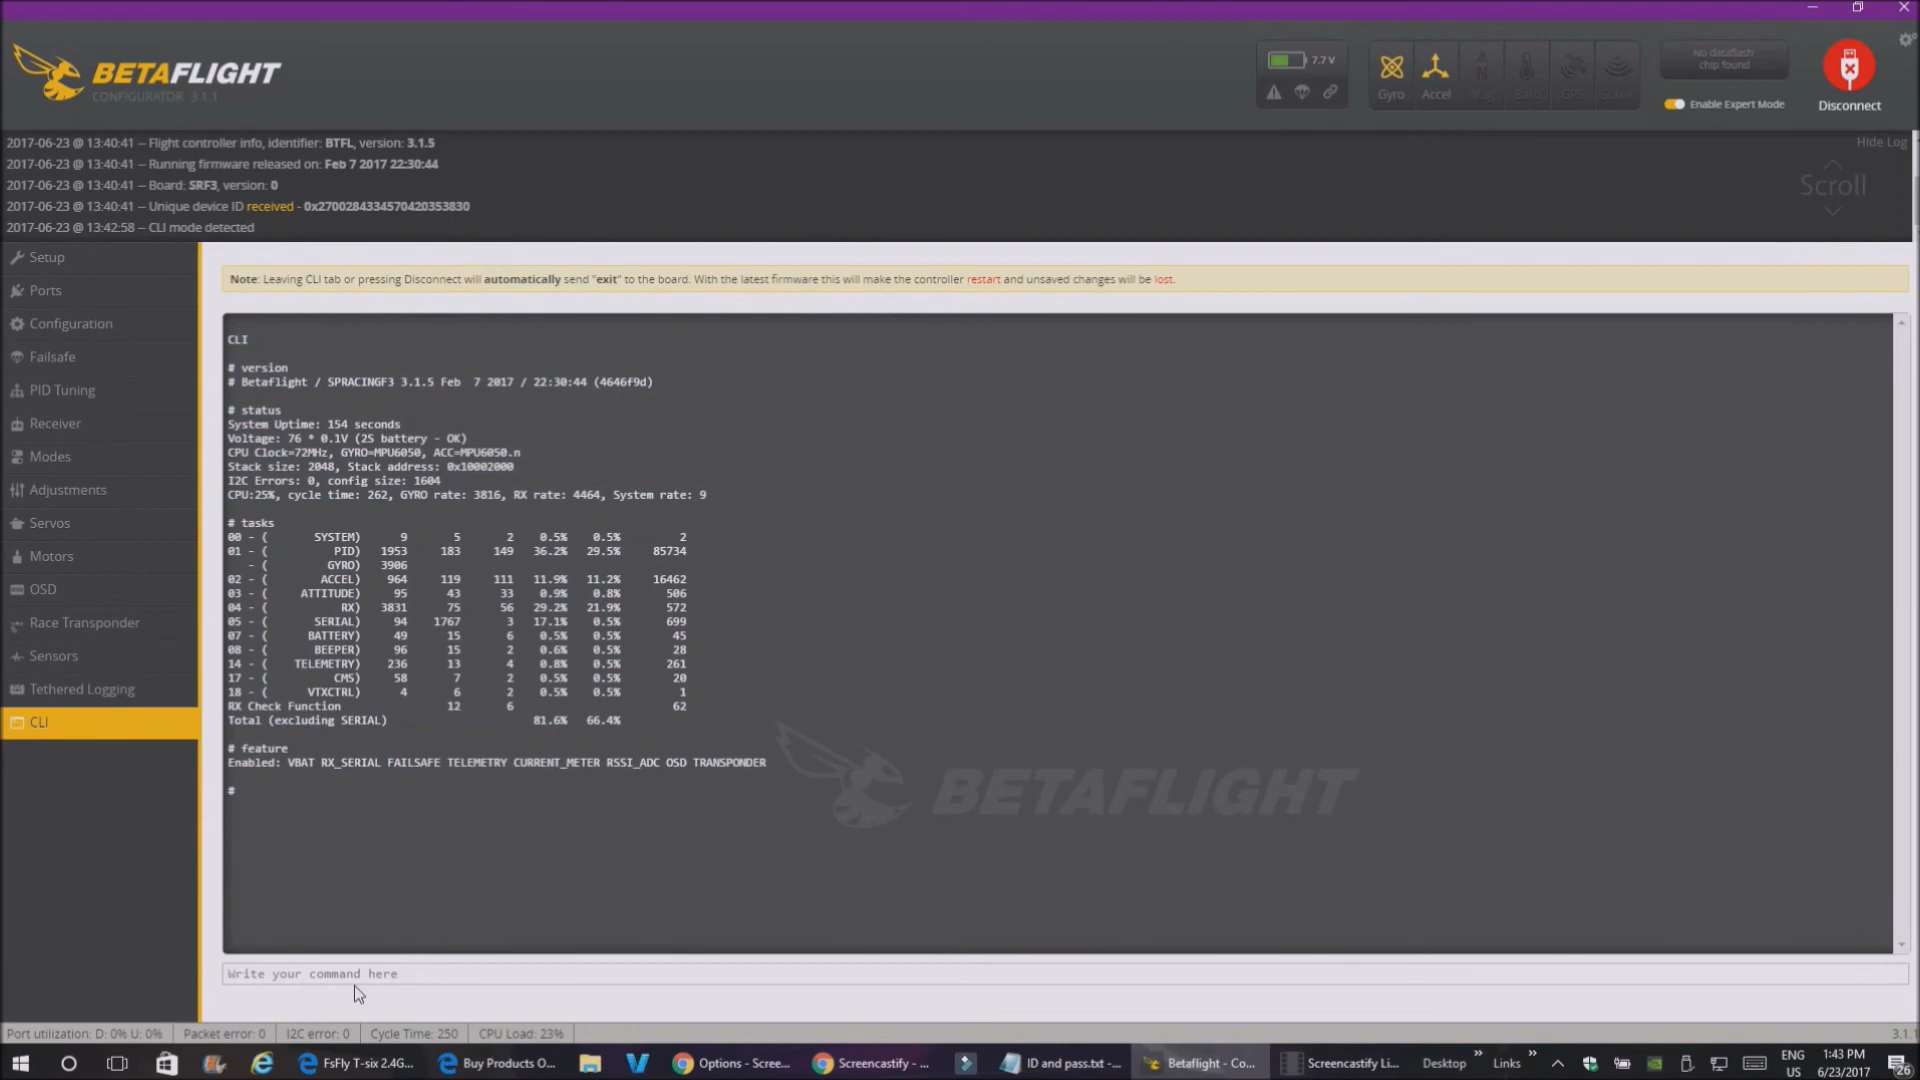 BETAFLIGHT
CONFIGURATOR 3.1.1
7.7 V
Gyro
Accel
Mag
Baro
GPS
Sonar
No dataflash
chip found
Enable Expert Mode
Disconnect
2017-06-23 @ 13:40:41 -- Flight controller info, identifier: BTFL, version: 3.1.5
2017-06-23 @ 13:40:41 -- Running firmware released on: Feb 7 2017 22:30:44
2017-06-23 @ 13:40:41 -- Board: SRF3, version: 0
2017-06-23 @ 13:40:41 -- Unique device ID received - 0x2700284334570420353830
2017-06-23 @ 13:42:58 -- CLI mode detected
Hide Log
Scroll
Setup
Ports
Configuration
Failsafe
PID Tuning
Receiver
Modes
Adjustments
Servos
Motors
OSD
Race Transponder
Sensors
Tethered Logging
CLI
Note: Leaving CLI tab or pressing Disconnect will automatically send "exit" to the board. With the latest firmware this will make the controller restart and unsaved changes will be lost.
CLI
# version
# Betaflight / SPRACINGF3 3.1.5 Feb  7 2017 / 22:30:44 (4646f9d)
# status
System Uptime: 154 seconds
Voltage: 76 * 0.1V (2S battery - OK)
CPU Clock=72MHz, GYRO=MPU6050, ACC=MPU6050.n
Stack size: 2048, Stack address: 0x10002000
I2C Errors: 0, config size: 1604
CPU:25%, cycle time: 262, GYRO rate: 3816, RX rate: 4464, System rate: 9
# tasks
00 - ( SYSTEM) 9 5 2 0.5% 0.5% 2
01 - ( PID) 1953 183 149 36.2% 29.5% 85734
- ( GYRO) 3906
02 - ( ACCEL) 964 119 111 11.9% 11.2% 16462
03 - ( ATTITUDE) 95 43 33 0.9% 0.8% 506
04 - ( RX) 3831 75 56 29.2% 21.9% 572
05 - ( SERIAL) 94 1767 3 17.1% 0.5% 699
07 - ( BATTERY) 49 15 6 0.5% 0.5% 45
08 - ( BEEPER) 96 15 2 0.6% 0.5% 28
14 - ( TELEMETRY) 236 13 4 0.8% 0.5% 261
17 - ( CMS) 58 7 2 0.5% 0.5% 20
18 - ( VTXCTRL) 4 6 2 0.5% 0.5% 1
RX Check Function 12 6 62
Total (excluding SERIAL) 81.6% 66.4%
# feature
Enabled: VBAT RX_SERIAL FAILSAFE TELEMETRY CURRENT_METER RSSI_ADC OSD TRANSPONDER
#
BETAFLIGHT
Write your command here
Port utilization: D: 0% U: 0%
Packet error: 0
I2C error: 0
Cycle Time: 250
CPU Load: 23%
3.1.1
FsFly T-six 2.4G...
Buy Products O...
Options - Scree...
Screencastify - ...
ID and pass.txt -...
Betaflight - Co...
Screencastify Li...
Desktop
Links
ENG
US
1:43 PM
6/23/2017
26